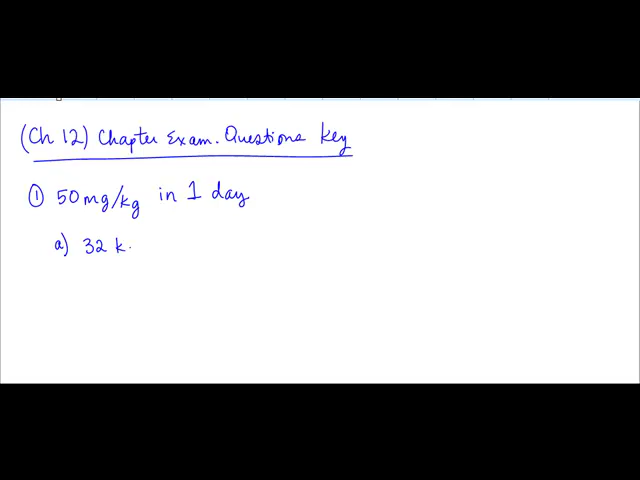 (Ch 12) Chapter Exam. Questions Key
① 50 mg/kg in 1 day
a) 32 k.